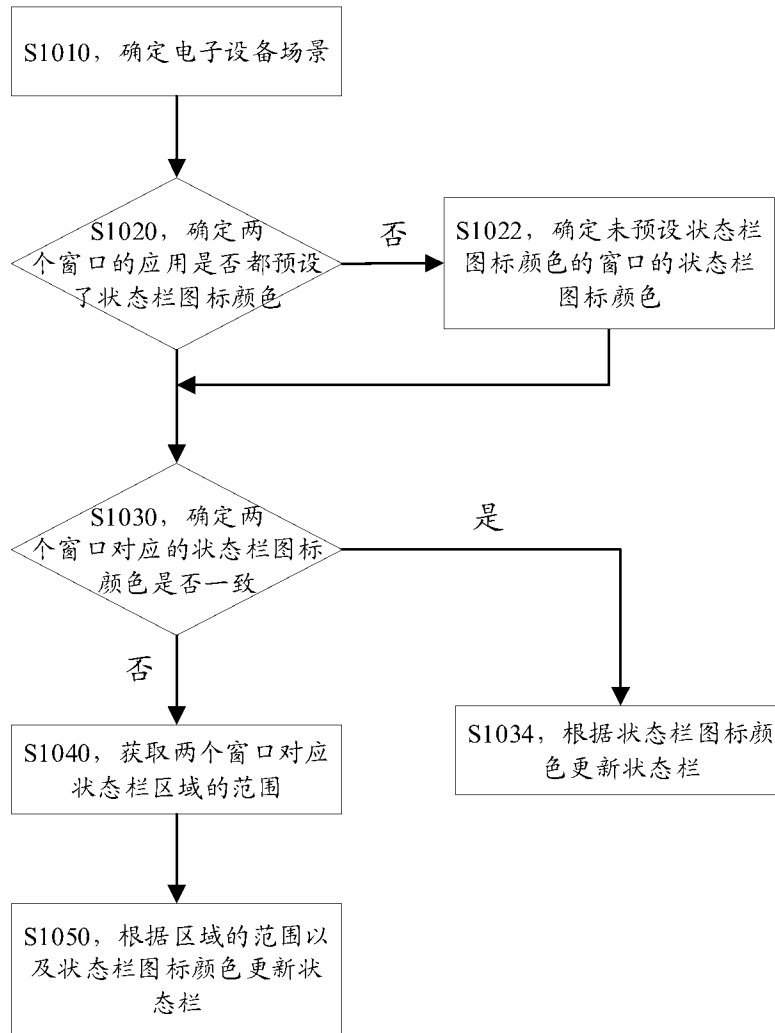 S1010，确定电子设备场景
S1020，确定两
个窗口的应用是否都预设
了状态栏图标颜色
否
S1022，确定未预设状态栏
图标颜色的窗口的状态栏
图标颜色
S1030，确定两
个窗口对应的状态栏图标
颜色是否一致
是
否
S1040，获取两个窗口对应
状态栏区域的范围
S1034，根据状态栏图标颜
色更新状态栏
S1050，根据区域的范围以
及状态栏图标颜色更新状
态栏